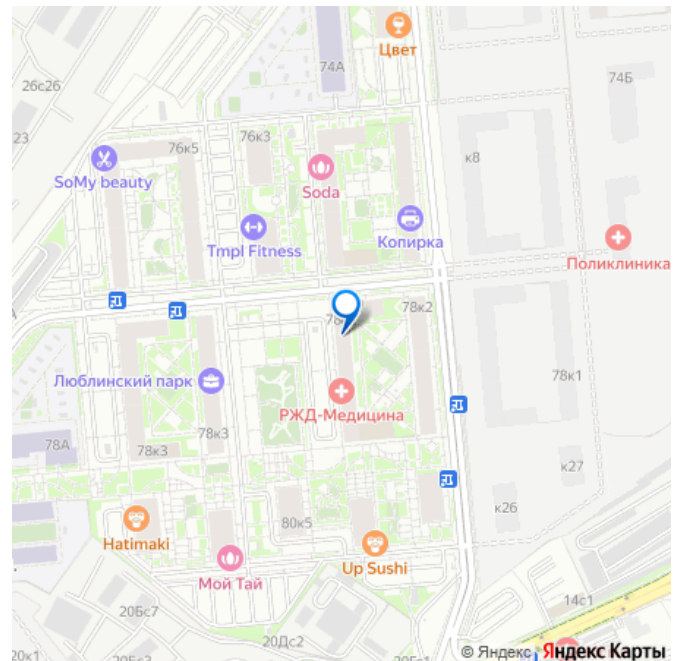 Цвет
74А
74Б
26с26
23
76к5
76к3
к8
SoMy beauty
Soda
Tmpl Fitness
Копирка
Поликлиника
78к2
Люблинский парк
РЖД-Медицина
78к1
78А
78к3
78к3
к27
к26
80к5
Hatimaki
Up Sushi
Мой Тай
20Бс7
14с1
20к1
20Бс3
20Дс2
© Яндекс
Яндекс Карты